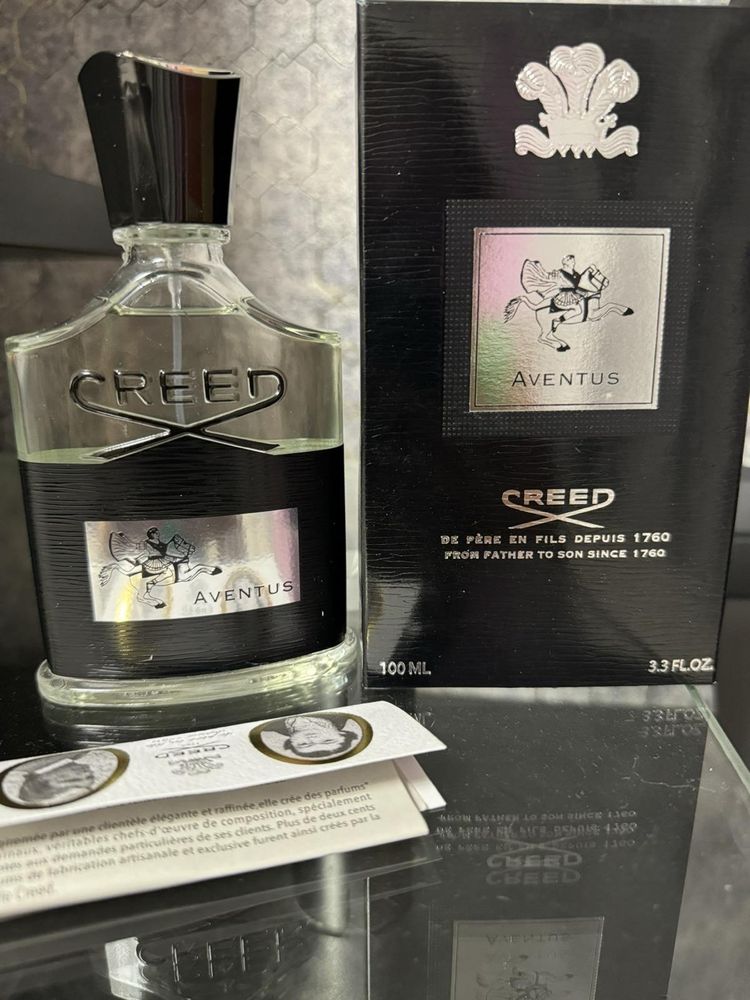 CREED
AVENTUS
AVENTUS
CREED
DE PÈRE EN FILS DEPUIS 1760
FROM FATHER TO SON SINCE 1760
100 ML
3.3 FL.OZ.
CREED
par une clientèle élégante et raffinée, elle crée des parfums"
véritables chefs-d'œuvre de composition, spécialement
aux demandes particulières de ses clients. Plus de deux cents
de fabrication artisanale et exclusive furent ainsi créés par la
Creed.